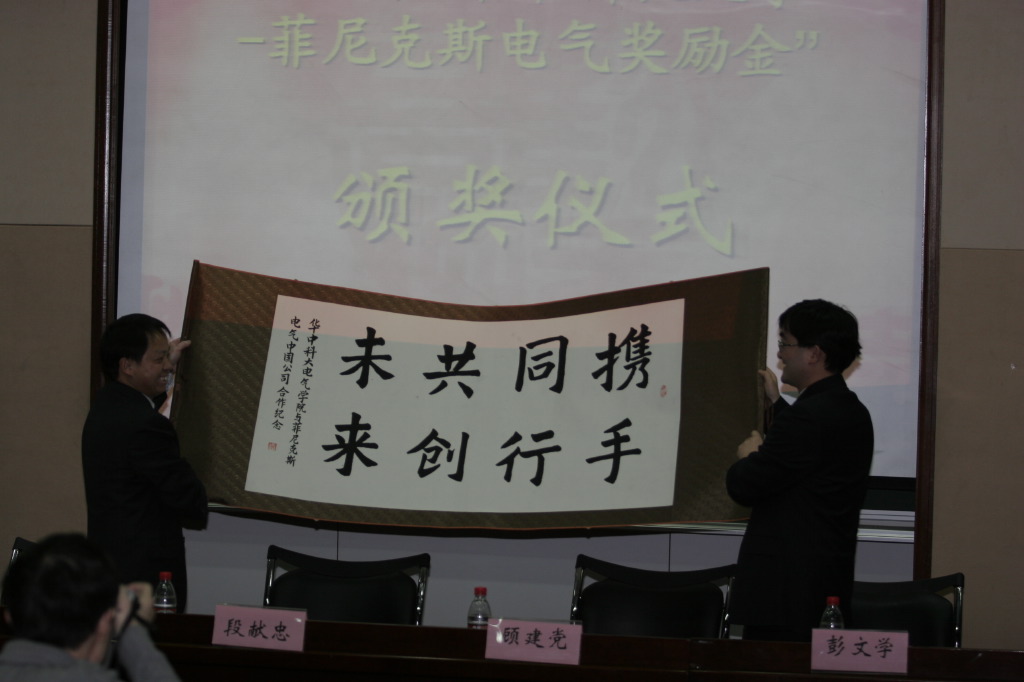 -菲尼克斯电气奖励金”
颁奖仪式
携手
同行
共创
未来
华中科大电气学院与菲尼克斯
电气中国公司合作纪念
段献忠
顾建党
彭文学